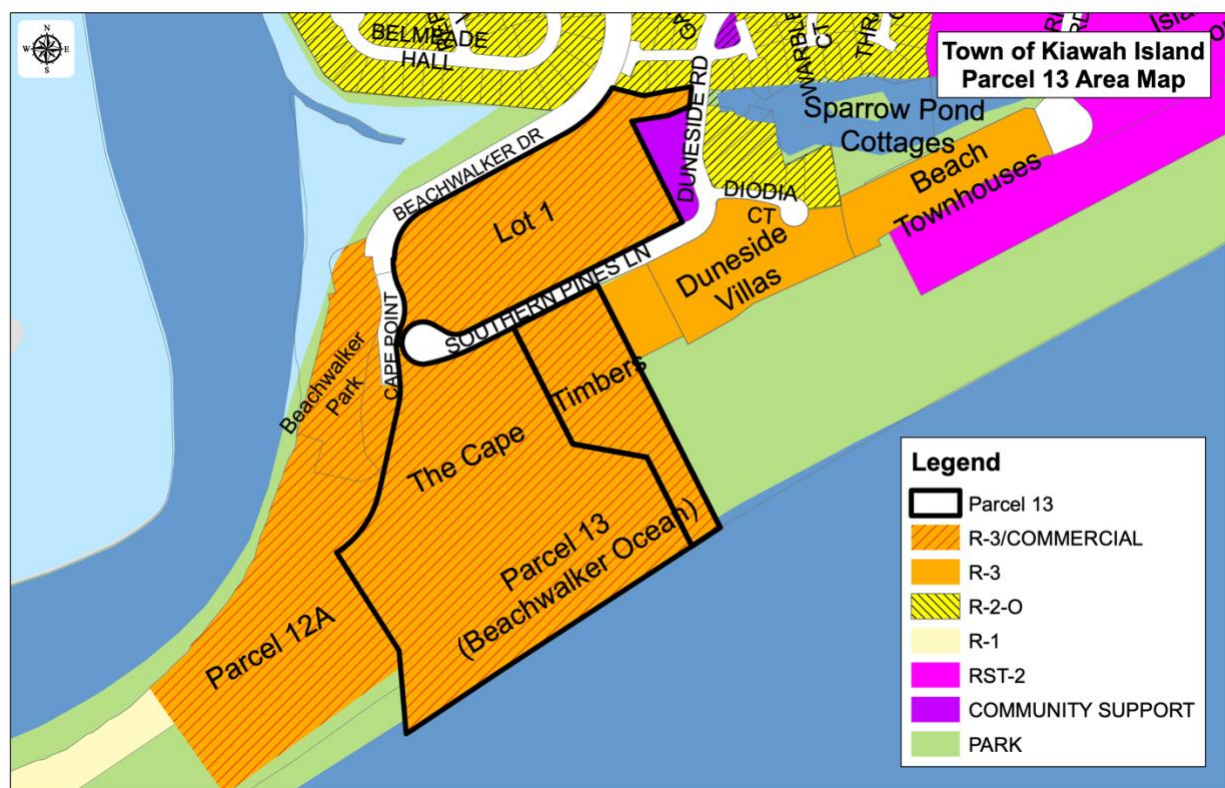 N
W E
S
Town of Kiawah Island
Parcel 13 Area Map
BELMEADE
HALL
WARBLE
CT
DUNESIDE RD
Sparrow Pond
Cottages
BEACHWALKER DR
Lot 1
DIODIA
CT
Beach
Townhouses
Duneside
Villas
SOUTHERN PINES LN
CAPE POINT
Beachwalker
Park
Timbers
The Cape
Parcel 13
(Beachwalker Ocean)
Parcel 12A
Legend
Parcel 13
R-3/COMMERCIAL
R-3
R-2-O
R-1
RST-2
COMMUNITY SUPPORT
PARK